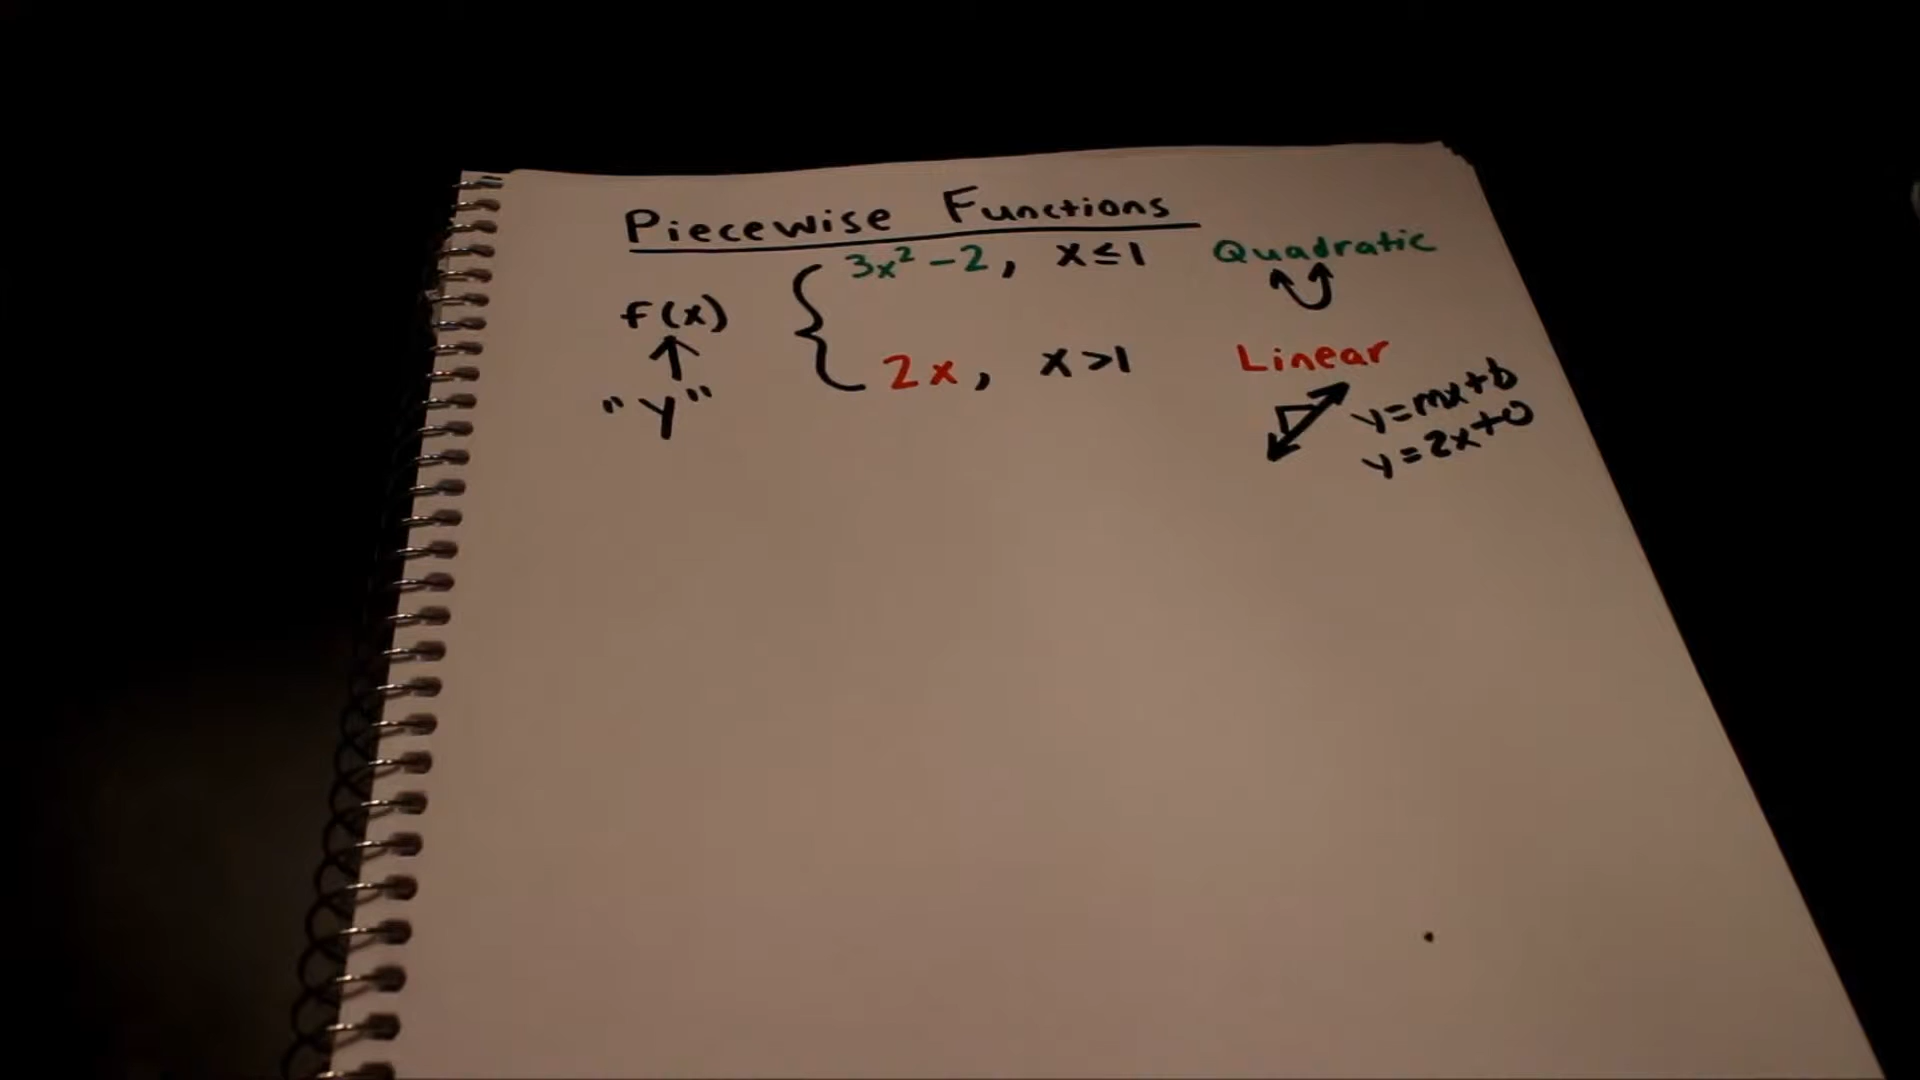 Piecewise Functions
3x² - 2, x ≤ 1 Quadratic
f(x) {
2x, x > 1 Linear
"y"
y = mx + b
y = 2x + 0